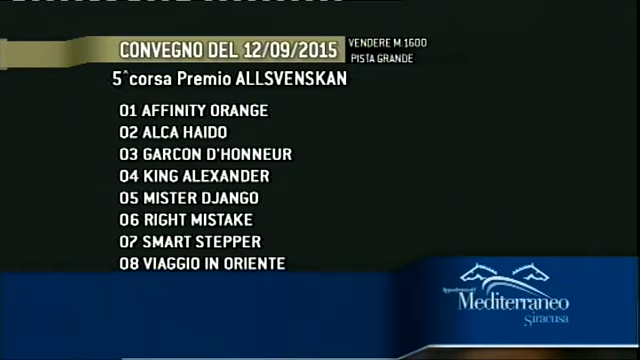 CONVEGNO DEL 12/09/2015
VENDERE M.1600
PISTA GRANDE
5^corsa Premio ALLSVENSKAN
01 AFFINITY ORANGE
02 ALCA HAIDO
03 GARCON D'HONNEUR
04 KING ALEXANDER
05 MISTER DJANGO
06 RIGHT MISTAKE
07 SMART STEPPER
08 VIAGGIO IN ORIENTE
Ippodromo del
Mediterraneo
Siracusa